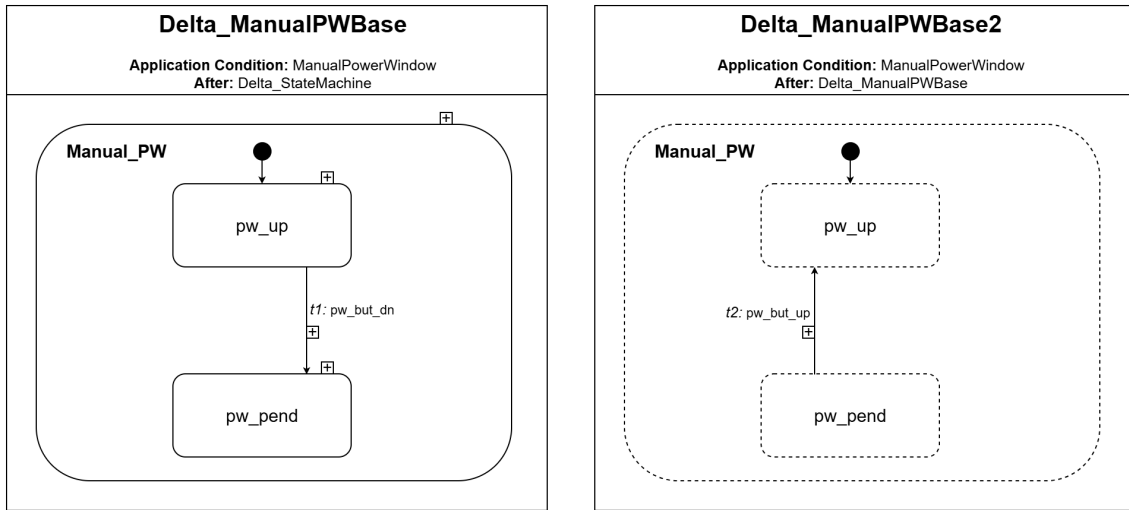 Delta_ManualPWBase
Application Condition: ManualPowerWindow
After: Delta_StateMachine
+
Manual_PW
+
pw_up
t1: pw_but_dn
+
+
pw_pend
Delta_ManualPWBase2
Application Condition: ManualPowerWindow
After: Delta_ManualPWBase
Manual_PW
pw_up
t2: pw_but_up
+
pw_pend